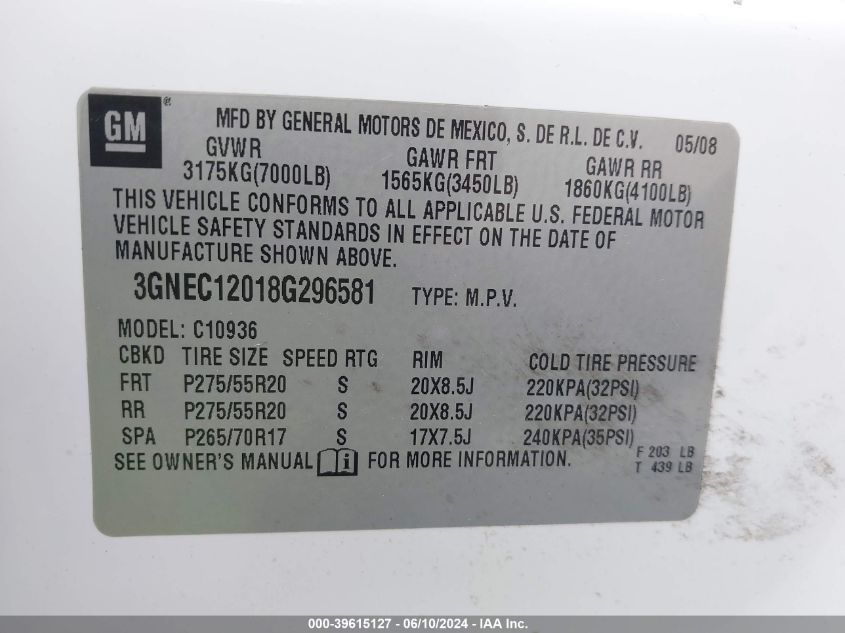 GM ® MFD BY GENERAL MOTORS DE MEXICO, S. DE R.L. DE C.V. 05/08
GVWR GAWR FRT GAWR RR
3175KG(7000LB) 1565KG(3450LB) 1860KG(4100LB)
THIS VEHICLE CONFORMS TO ALL APPLICABLE U.S. FEDERAL MOTOR
VEHICLE SAFETY STANDARDS IN EFFECT ON THE DATE OF
MANUFACTURE SHOWN ABOVE.
3GNEC12018G296581 TYPE: M.P.V.
MODEL: C10936
CBKD TIRE SIZE SPEED RTG RIM COLD TIRE PRESSURE
FRT P275/55R20 S 20X8.5J 220KPA(32PSI)
RR P275/55R20 S 20X8.5J 220KPA(32PSI)
SPA P265/70R17 S 17X7.5J 240KPA(35PSI)
SEE OWNER'S MANUAL i FOR MORE INFORMATION.
F 203 LB
T 439 LB
000-39615127 - 06/10/2024 - IAA Inc.